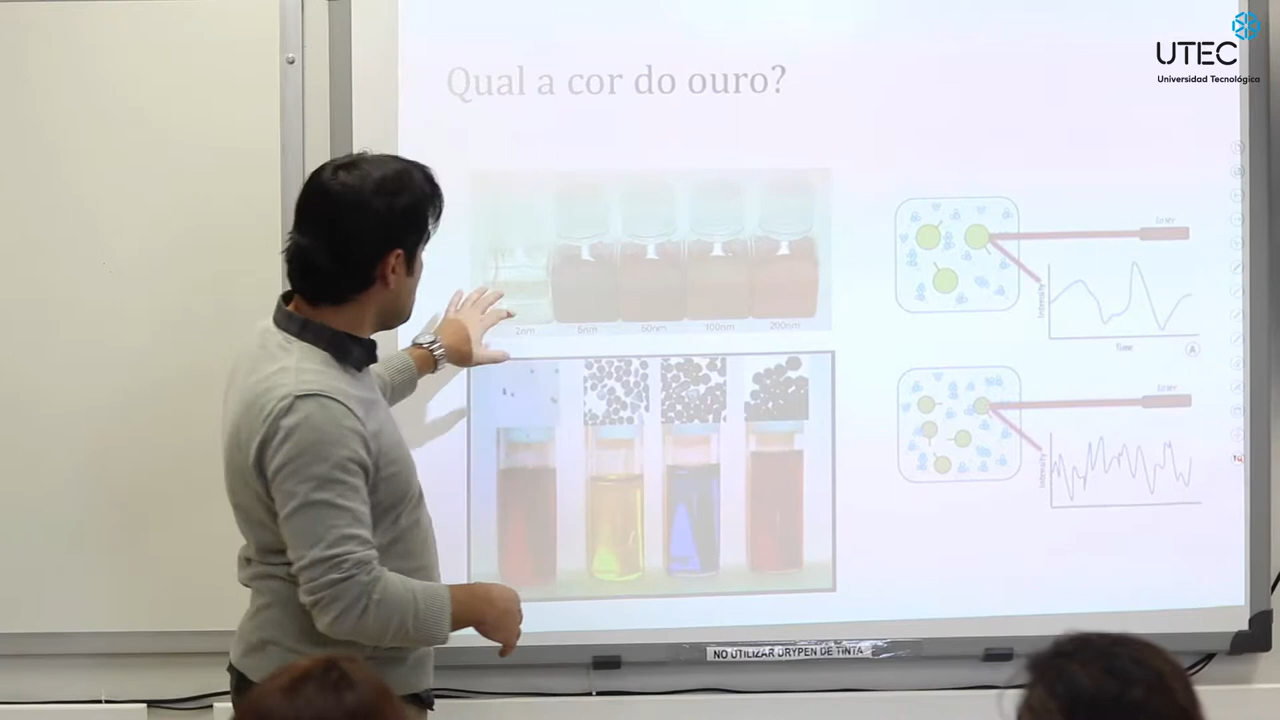 UTEC
Universidad Tecnológica
Qual a cor do ouro?
2nm 5nm 50nm 100nm 200nm
Laser
Intensity
Time
A
Laser
Intensity
NO UTILIZAR DRYPEN DE TINTA